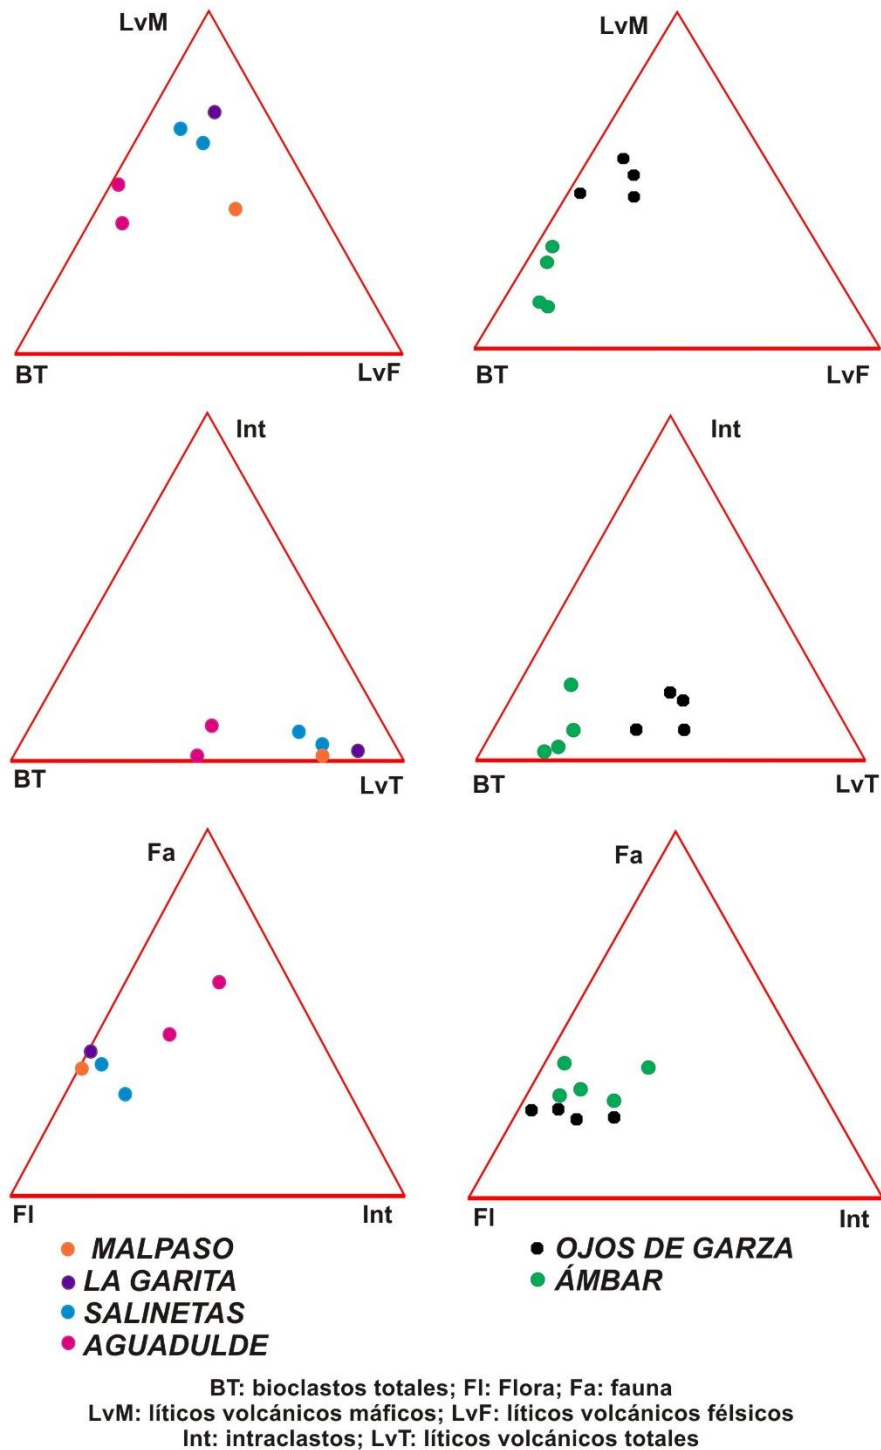 LvM
LvM
BT
LvF
BT
LvF
Int
Int
BT
LvT
BT
LvT
Fa
Fa
Fl
Int
Fl
Int
MALPASO
LA GARITA
SALINETAS
AGUADULDE
OJOS DE GARZA
ÁMBAR
BT: bioclastos totales; Fl: Flora; Fa: fauna
LvM: líticos volcánicos máficos; LvF: líticos volcánicos félsicos
Int: intraclastos; LvT: líticos volcánicos totales